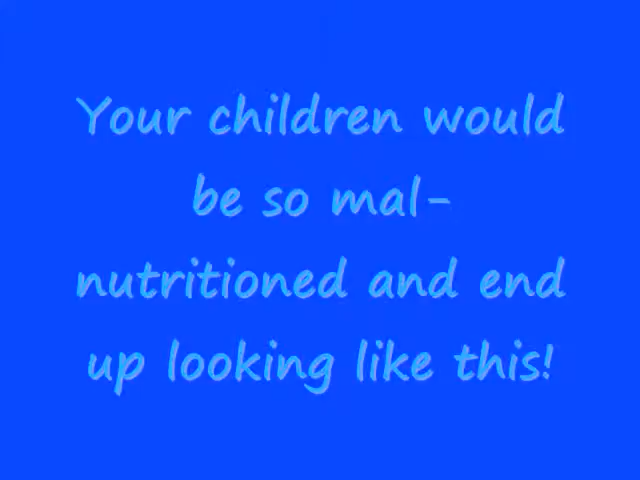 Your children would
be so mal-
nutritioned and end
up looking like this!